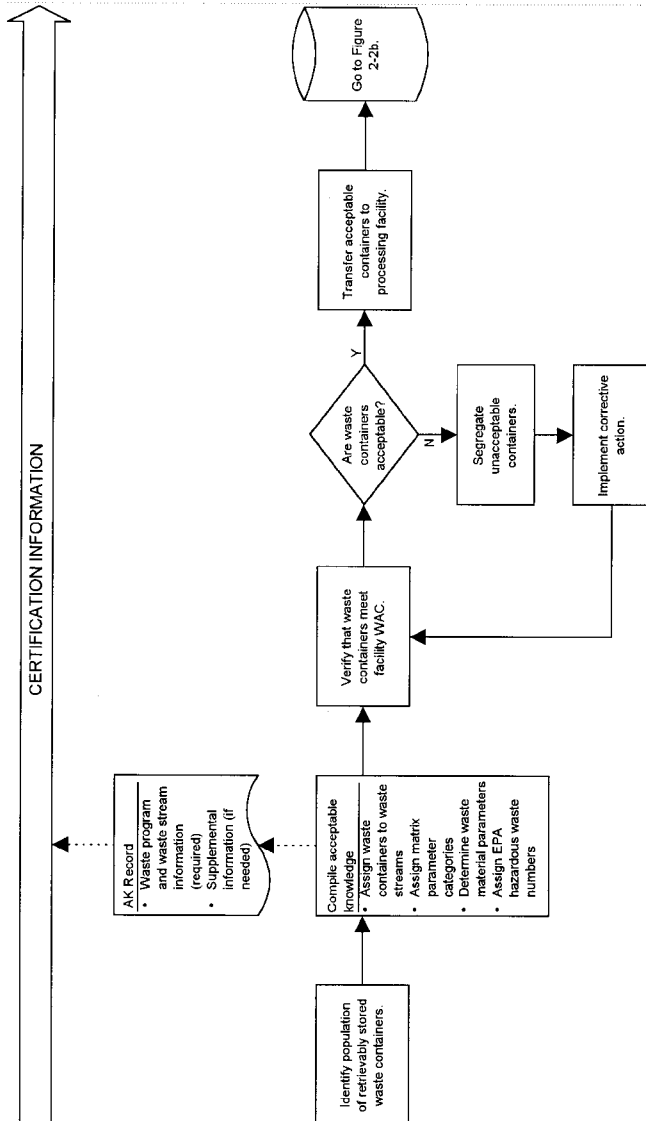 CERTIFICATION INFORMATION
AK Record
• Waste program
and waste stream
information
(required)
• Supplemental
information (if
needed)
Identify population
of retrievably stored
waste containers.
Compile acceptable
knowledge
• Assign waste
containers to waste
streams
• Assign matrix
parameter
categories
• Determine waste
material parameters
• Assign EPA
hazardous waste
numbers
Verify that waste
containers meet
facility WAC.
Are waste
containers
acceptable?
Y
N
Transfer acceptable
containers to
processing facility.
Go to Figure
2-2b.
Segregate
unacceptable
containers.
Implement corrective
action.